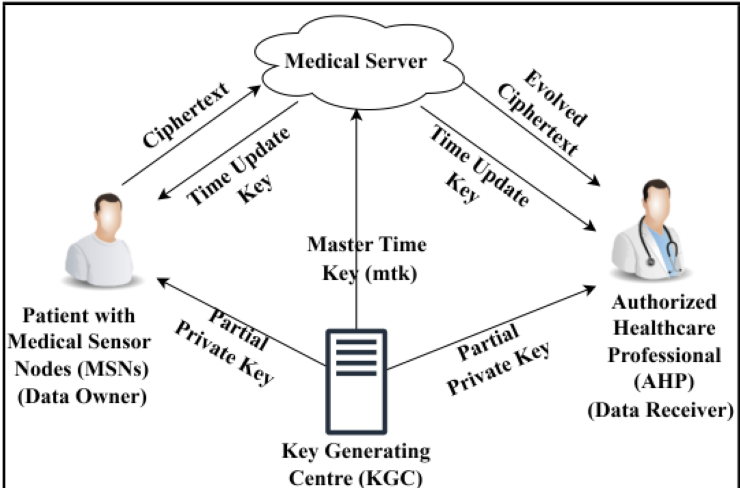 Medical Server
Ciphertext
Time Update
Key
Evolved
Ciphertext
Time Update
Key
Master Time
Key (mtk)
Patient with
Medical Sensor
Nodes (MSNs)
(Data Owner)
Partial
Private Key
Partial
Private Key
Authorized
Healthcare
Professional
(AHP)
(Data Receiver)
Key Generating
Centre (KGC)